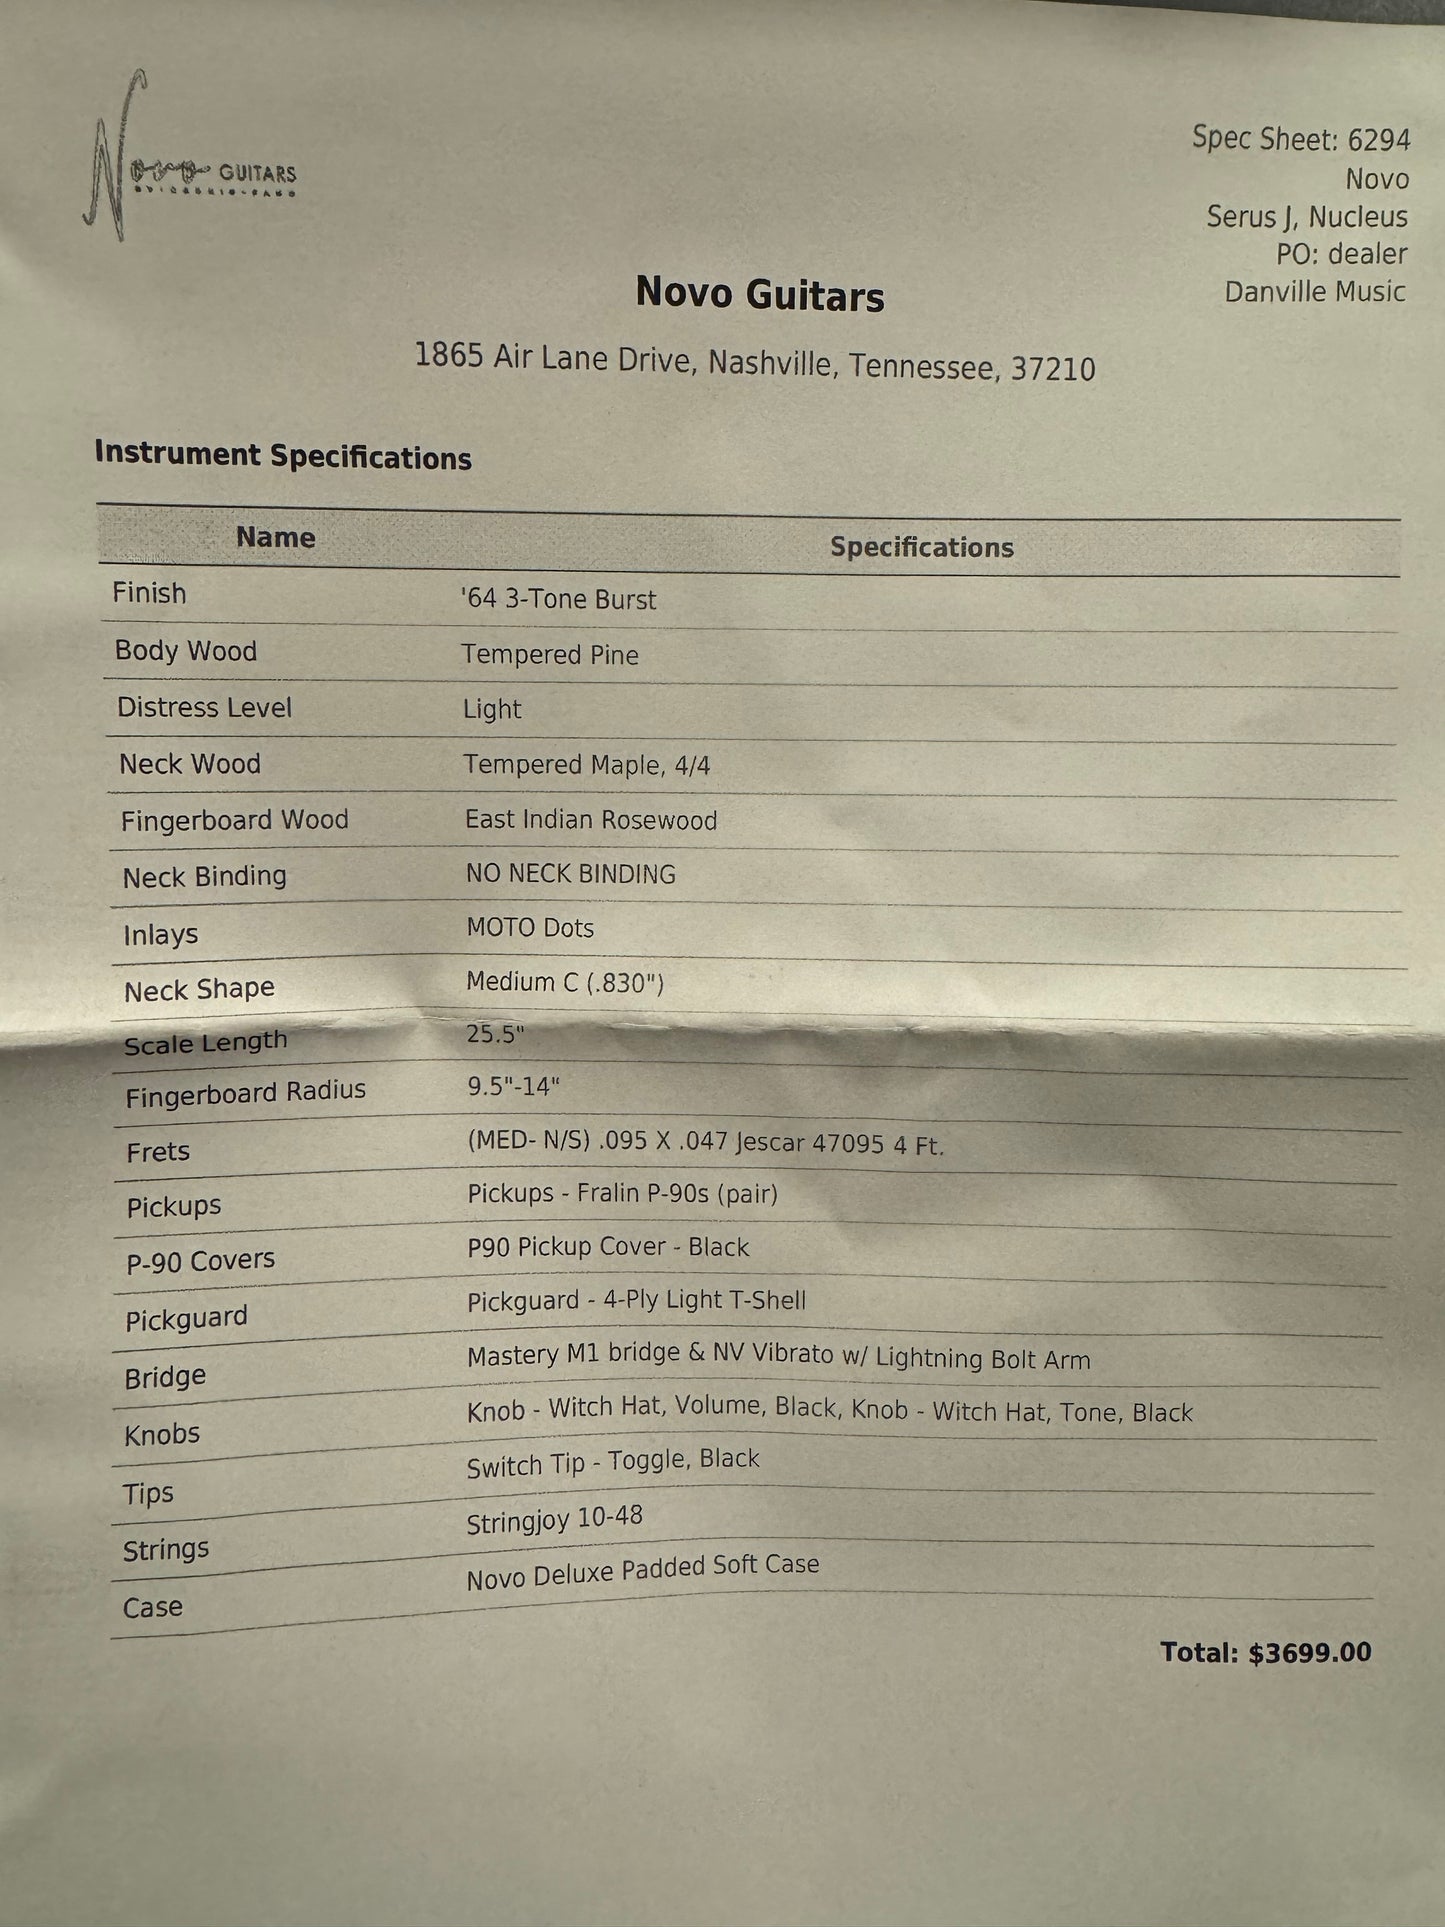 Novo GUITARS
Spec Sheet: 6294
Novo
Serus J, Nucleus
PO: dealer
Danville Music
Novo Guitars
1865 Air Lane Drive, Nashville, Tennessee, 37210
Instrument Specifications
Name Specifications
Finish '64 3-Tone Burst
Body Wood Tempered Pine
Distress Level Light
Neck Wood Tempered Maple, 4/4
Fingerboard Wood East Indian Rosewood
Neck Binding NO NECK BINDING
Inlays MOTO Dots
Neck Shape Medium C (.830")
Scale Length 25.5"
Fingerboard Radius 9.5"-14"
Frets (MED- N/S) .095 X .047 Jescar 47095 4 Ft.
Pickups Pickups - Fralin P-90s (pair)
P-90 Covers P90 Pickup Cover - Black
Pickguard Pickguard - 4-Ply Light T-Shell
Bridge Mastery M1 bridge & NV Vibrato w/ Lightning Bolt Arm
Knobs Knob - Witch Hat, Volume, Black, Knob - Witch Hat, Tone, Black
Tips Switch Tip - Toggle, Black
Strings Stringjoy 10-48
Case Novo Deluxe Padded Soft Case
Total: $3699.00